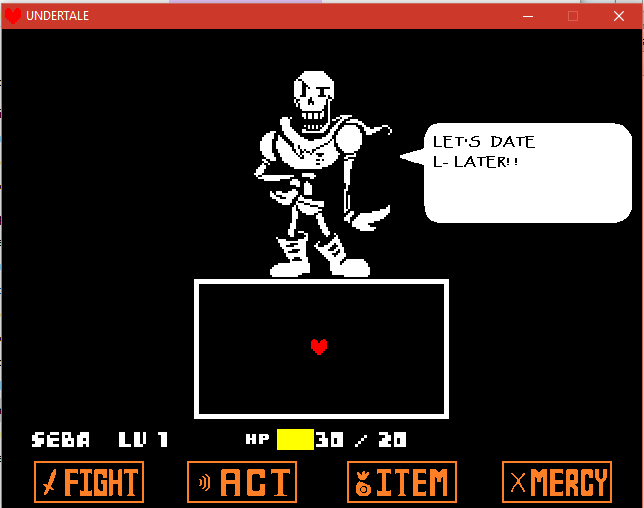 UNDERTALE
LET'S DATE
L-LATER!!
SEBA LV 1 HP 30 / 20
FIGHT ACT ITEM MERCY